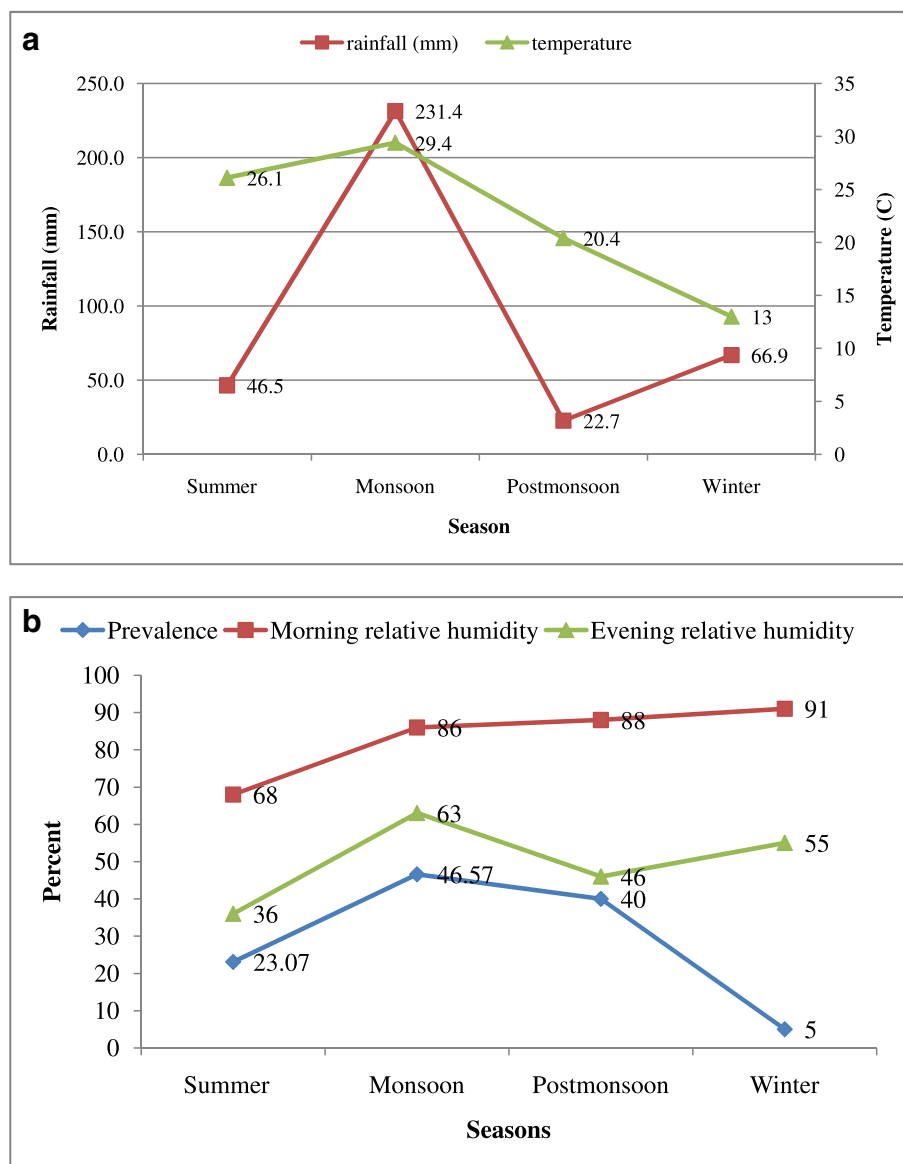 a
rainfall (mm) temperature
250.0 35
231.4
30
29.4
200.0
26.1 25
150.0 20.4 20
Rainfall (mm)
Temperature (C)
15
100.0 13
66.9 10
50.0 46.5
5
22.7
0.0 0
Summer Monsoon Postmonsoon Winter
Season
b
Prevalence Morning relative humidity Evening relative humidity
100
90 91
86 88
80
70
68
60 63
55
Percent
50
46.57 46
40 40
36
30
23.07
20
10
5
0
Summer Monsoon Postmonsoon Winter
Seasons